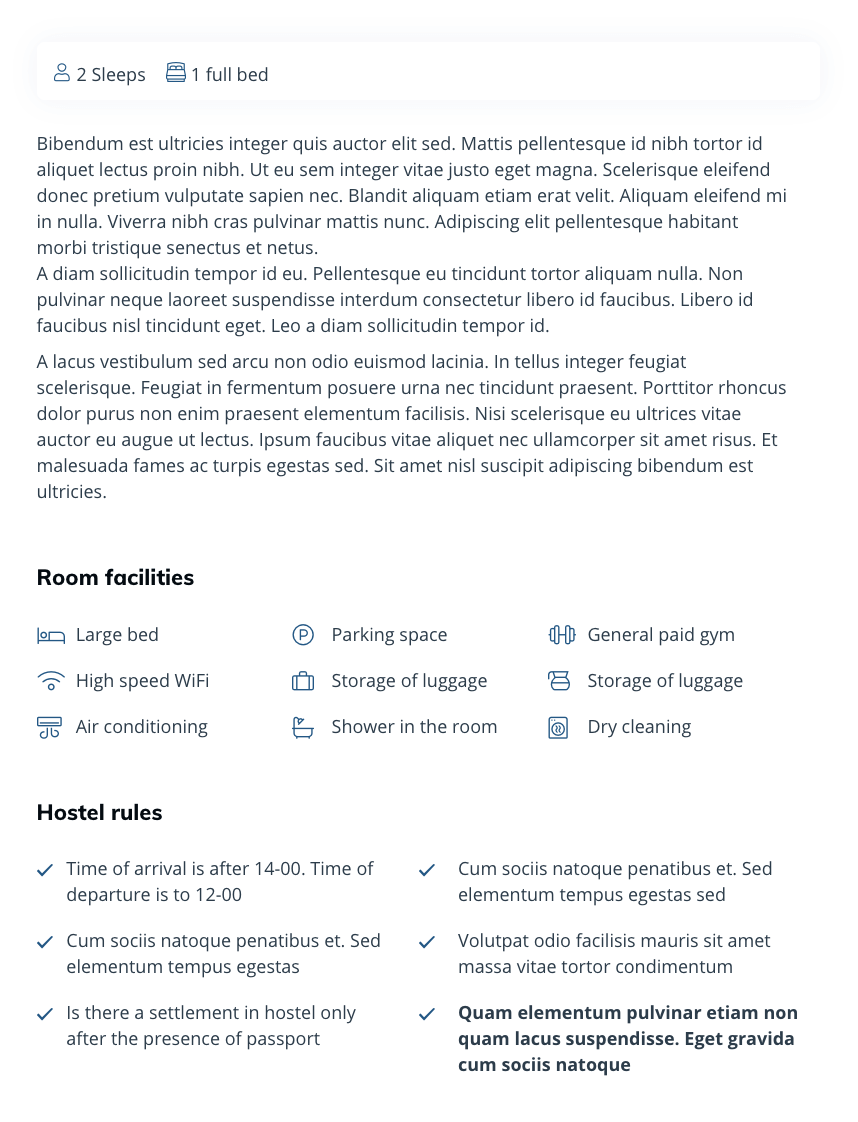 2 Sleeps 1 full bed
Bibendum est ultricies integer quis auctor elit sed. Mattis pellentesque id nibh tortor id
aliquet lectus proin nibh. Ut eu sem integer vitae justo eget magna. Scelerisque eleifend
donec pretium vulputate sapien nec. Blandit aliquam etiam erat velit. Aliquam eleifend mi
in nulla. Viverra nibh cras pulvinar mattis nunc. Adipiscing elit pellentesque habitant
morbi tristique senectus et netus.
A diam sollicitudin tempor id eu. Pellentesque eu tincidunt tortor aliquam nulla. Non
pulvinar neque laoreet suspendisse interdum consectetur libero id faucibus. Libero id
faucibus nisl tincidunt eget. Leo a diam sollicitudin tempor id.
A lacus vestibulum sed arcu non odio euismod lacinia. In tellus integer feugiat
scelerisque. Feugiat in fermentum posuere urna nec tincidunt praesent. Porttitor rhoncus
dolor purus non enim praesent elementum facilisis. Nisi scelerisque eu ultrices vitae
auctor eu augue ut lectus. Ipsum faucibus vitae aliquet nec ullamcorper sit amet risus. Et
malesuada fames ac turpis egestas sed. Sit amet nisl suscipit adipiscing bibendum est
ultricies.
Room facilities
Large bed
Parking space
General paid gym
High speed WiFi
Storage of luggage
Storage of luggage
Air conditioning
Shower in the room
Dry cleaning
Hostel rules
Time of arrival is after 14-00. Time of
departure is to 12-00
Cum sociis natoque penatibus et. Sed
elementum tempus egestas sed
Cum sociis natoque penatibus et. Sed
elementum tempus egestas
Volutpat odio facilisis mauris sit amet
massa vitae tortor condimentum
Is there a settlement in hostel only
after the presence of passport
Quam elementum pulvinar etiam non
quam lacus suspendisse. Eget gravida
cum sociis natoque